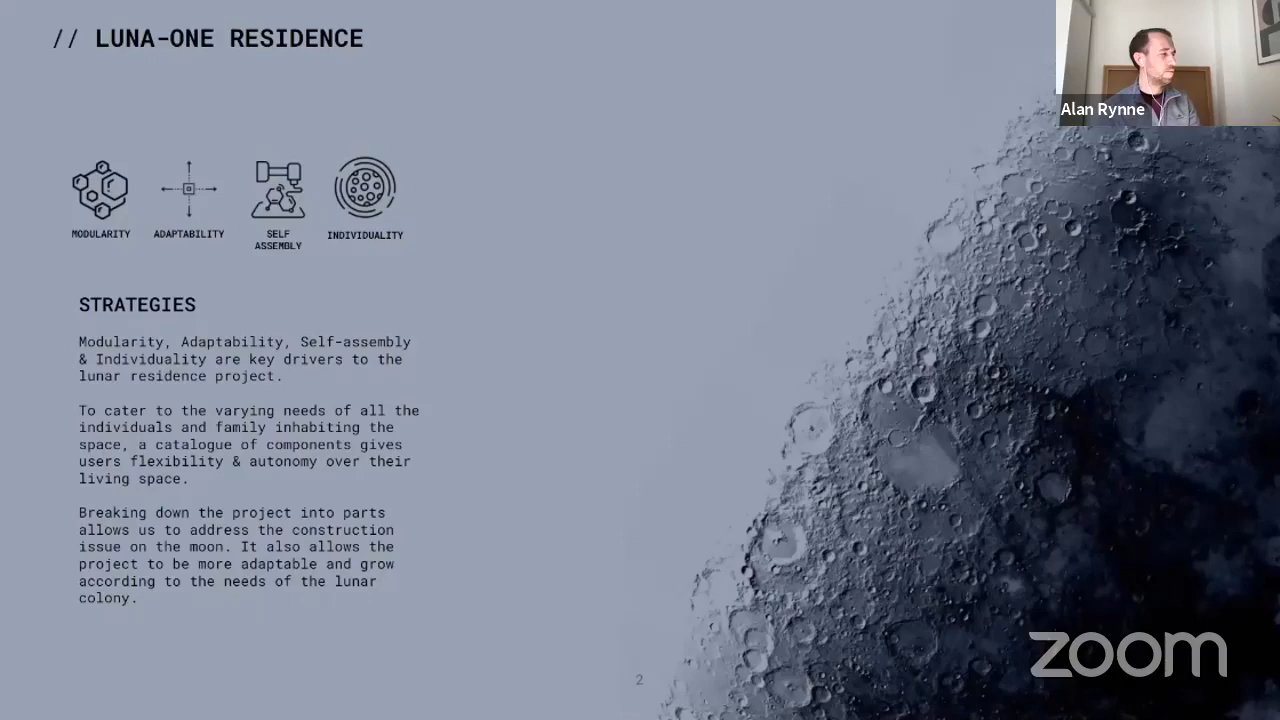 // LUNA-ONE RESIDENCE
Alan Rynne
MODULARITY
ADAPTABILITY
SELF
ASSEMBLY
INDIVIDUALITY
STRATEGIES
Modularity, Adaptability, Self-assembly
& Individuality are key drivers to the
lunar residence project.
To cater to the varying needs of all the
individuals and family inhabiting the
space, a catalogue of components gives
users flexibility & autonomy over their
living space.
Breaking down the project into parts
allows us to address the construction
issue on the moon. It also allows the
project to be more adaptable and grow
according to the needs of the lunar
colony.
2
zoom